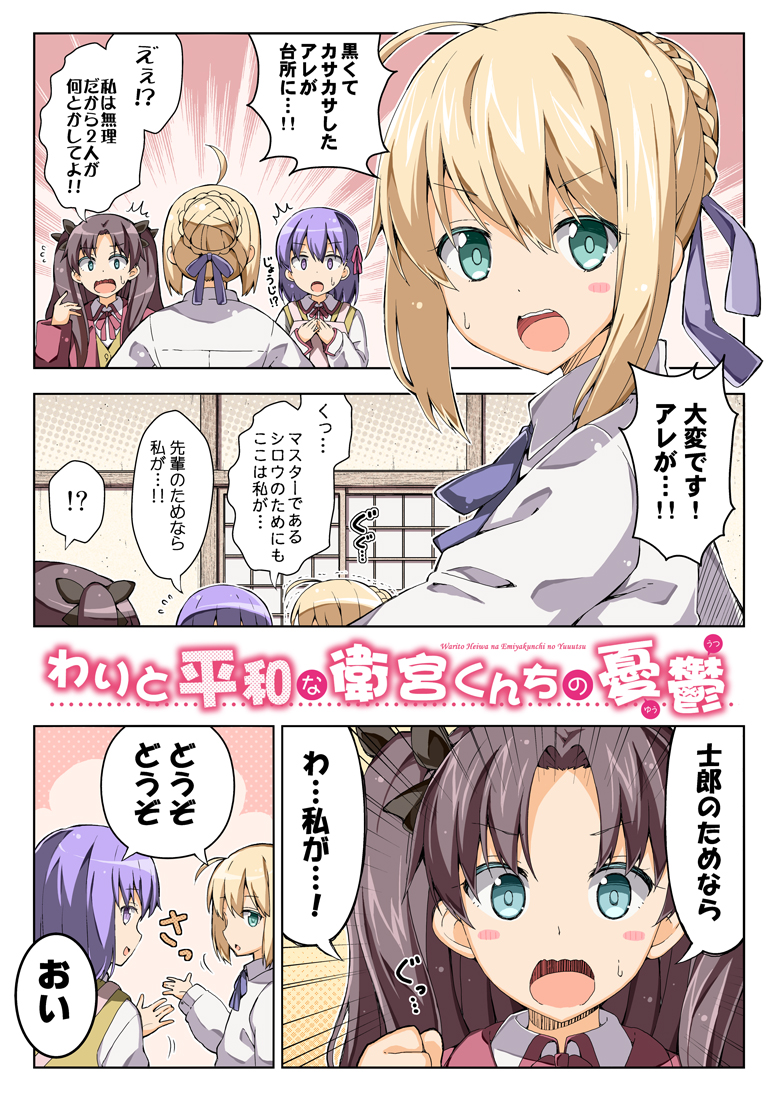 大変です!
アレが…!!
黒くて
カサカサした
アレが
台所に…!!
じょうじ!?
ええ!?
私は無理
だから2人が
何とかしてよ!!
くっ…
マスターである
シロウのためにも
ここは私が…
ぐぐ…
先輩のためなら
私が…!!
!?
Warito Heiwa na Emiyakunchi no Yuuutsu
わりと平和な衛宮くんちの憂鬱
ゆう
うつ
士郎のためなら
わ…私が…!
ぐっ…
どうぞ
どうぞ
さっ
おい